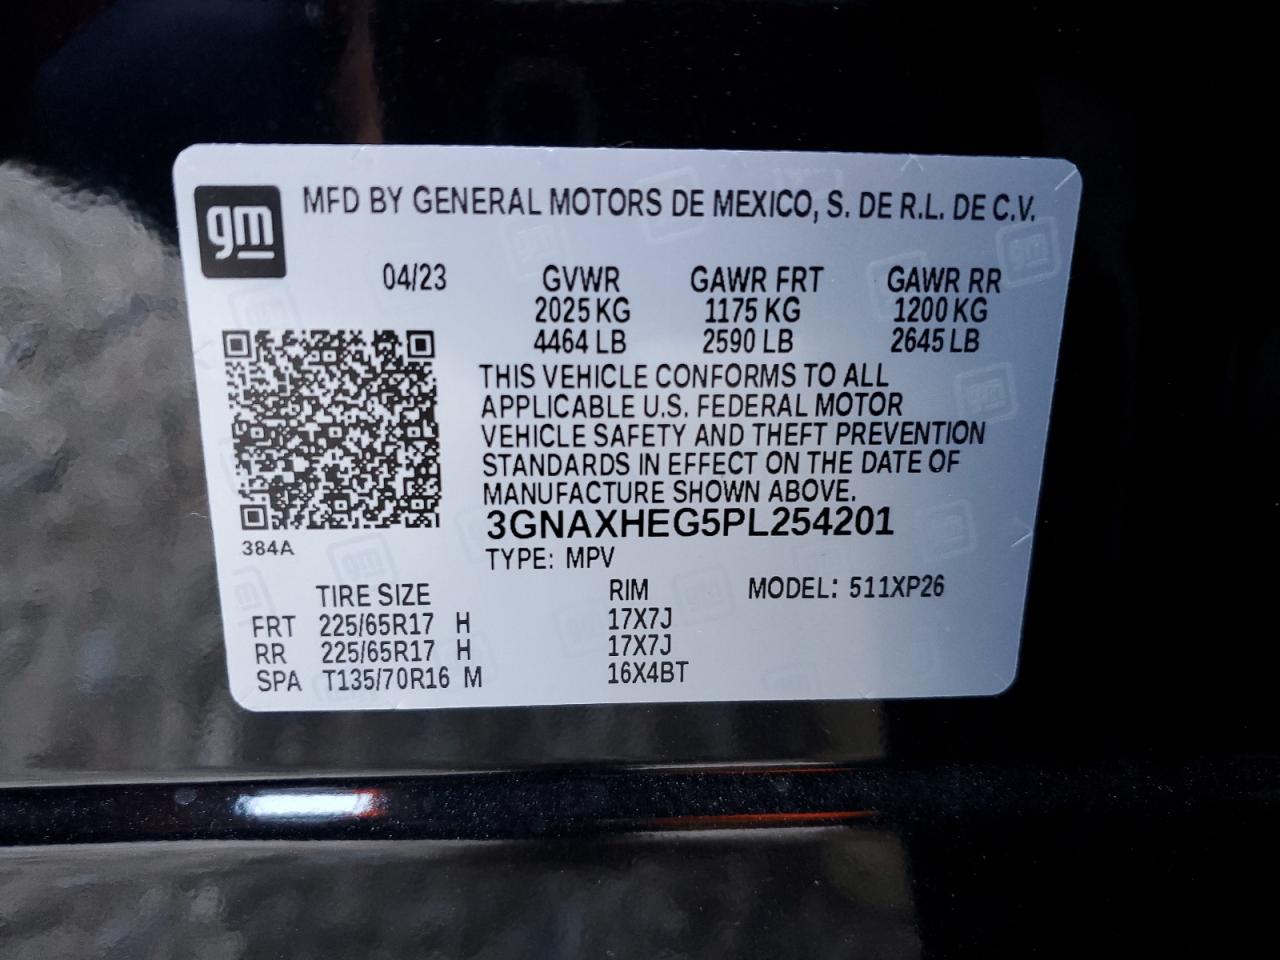 gm
MFD BY GENERAL MOTORS DE MEXICO, S. DE R.L. DE C.V.
04/23 GVWR GAWR FRT GAWR RR
2025 KG 1175 KG 1200 KG
4464 LB 2590 LB 2645 LB
THIS VEHICLE CONFORMS TO ALL
APPLICABLE U.S. FEDERAL MOTOR
VEHICLE SAFETY AND THEFT PREVENTION
STANDARDS IN EFFECT ON THE DATE OF
MANUFACTURE SHOWN ABOVE.
3GNAXHEG5PL254201
384A
TYPE: MPV
TIRE SIZE RIM MODEL: 511XP26
FRT 225/65R17 H 17X7J
RR 225/65R17 H 17X7J
SPA T135/70R16 M 16X4BT